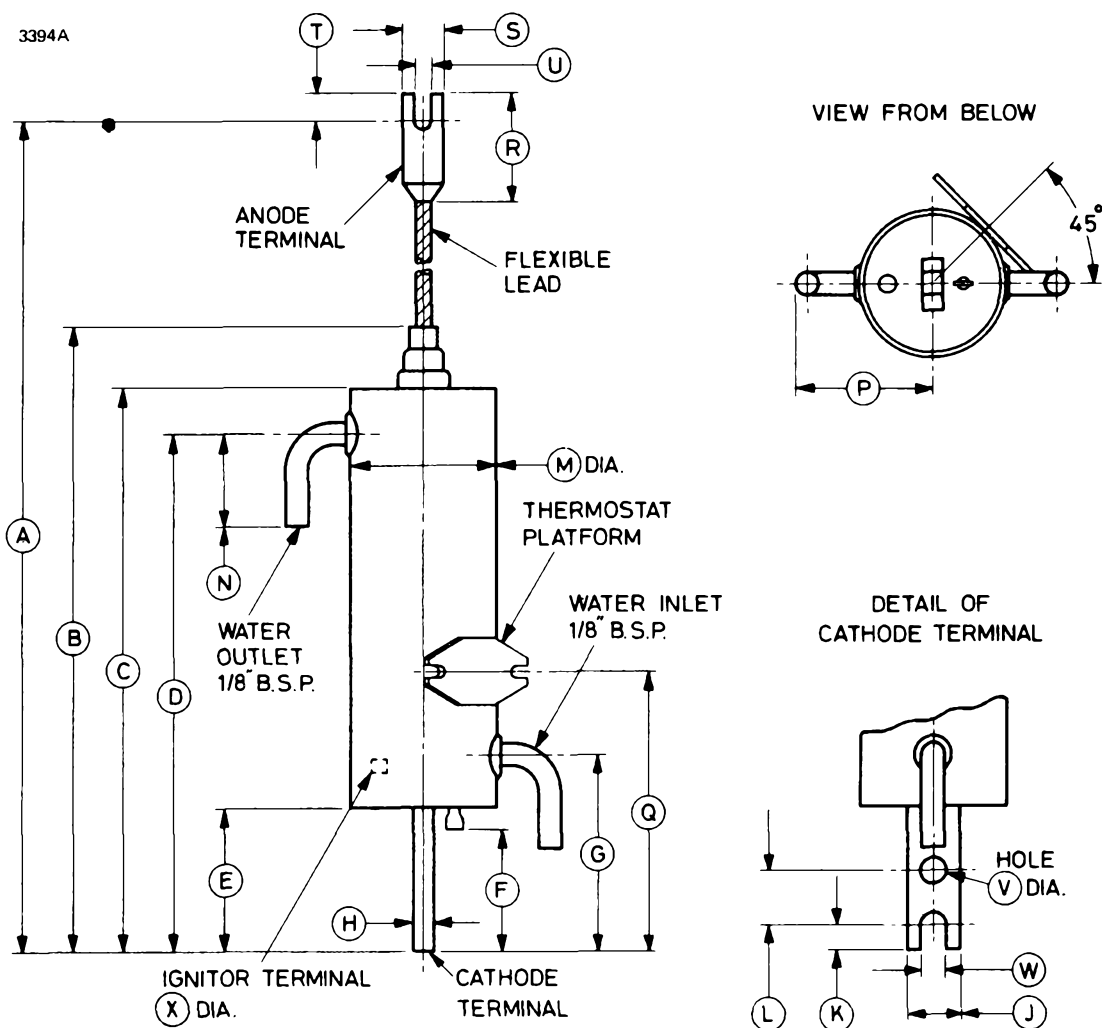 3394A
T
S
U
R
ANODE
TERMINAL
FLEXIBLE
LEAD
A
B
C
D
N
WATER
OUTLET
1/8" B.S.P.
M DIA.
THERMOSTAT
PLATFORM
WATER INLET
1/8" B.S.P.
E
F
G
H
Q
IGNITOR TERMINAL
X DIA.
CATHODE
TERMINAL
VIEW FROM BELOW
45°
P
DETAIL OF
CATHODE TERMINAL
HOLE
V DIA.
W
L
K
J